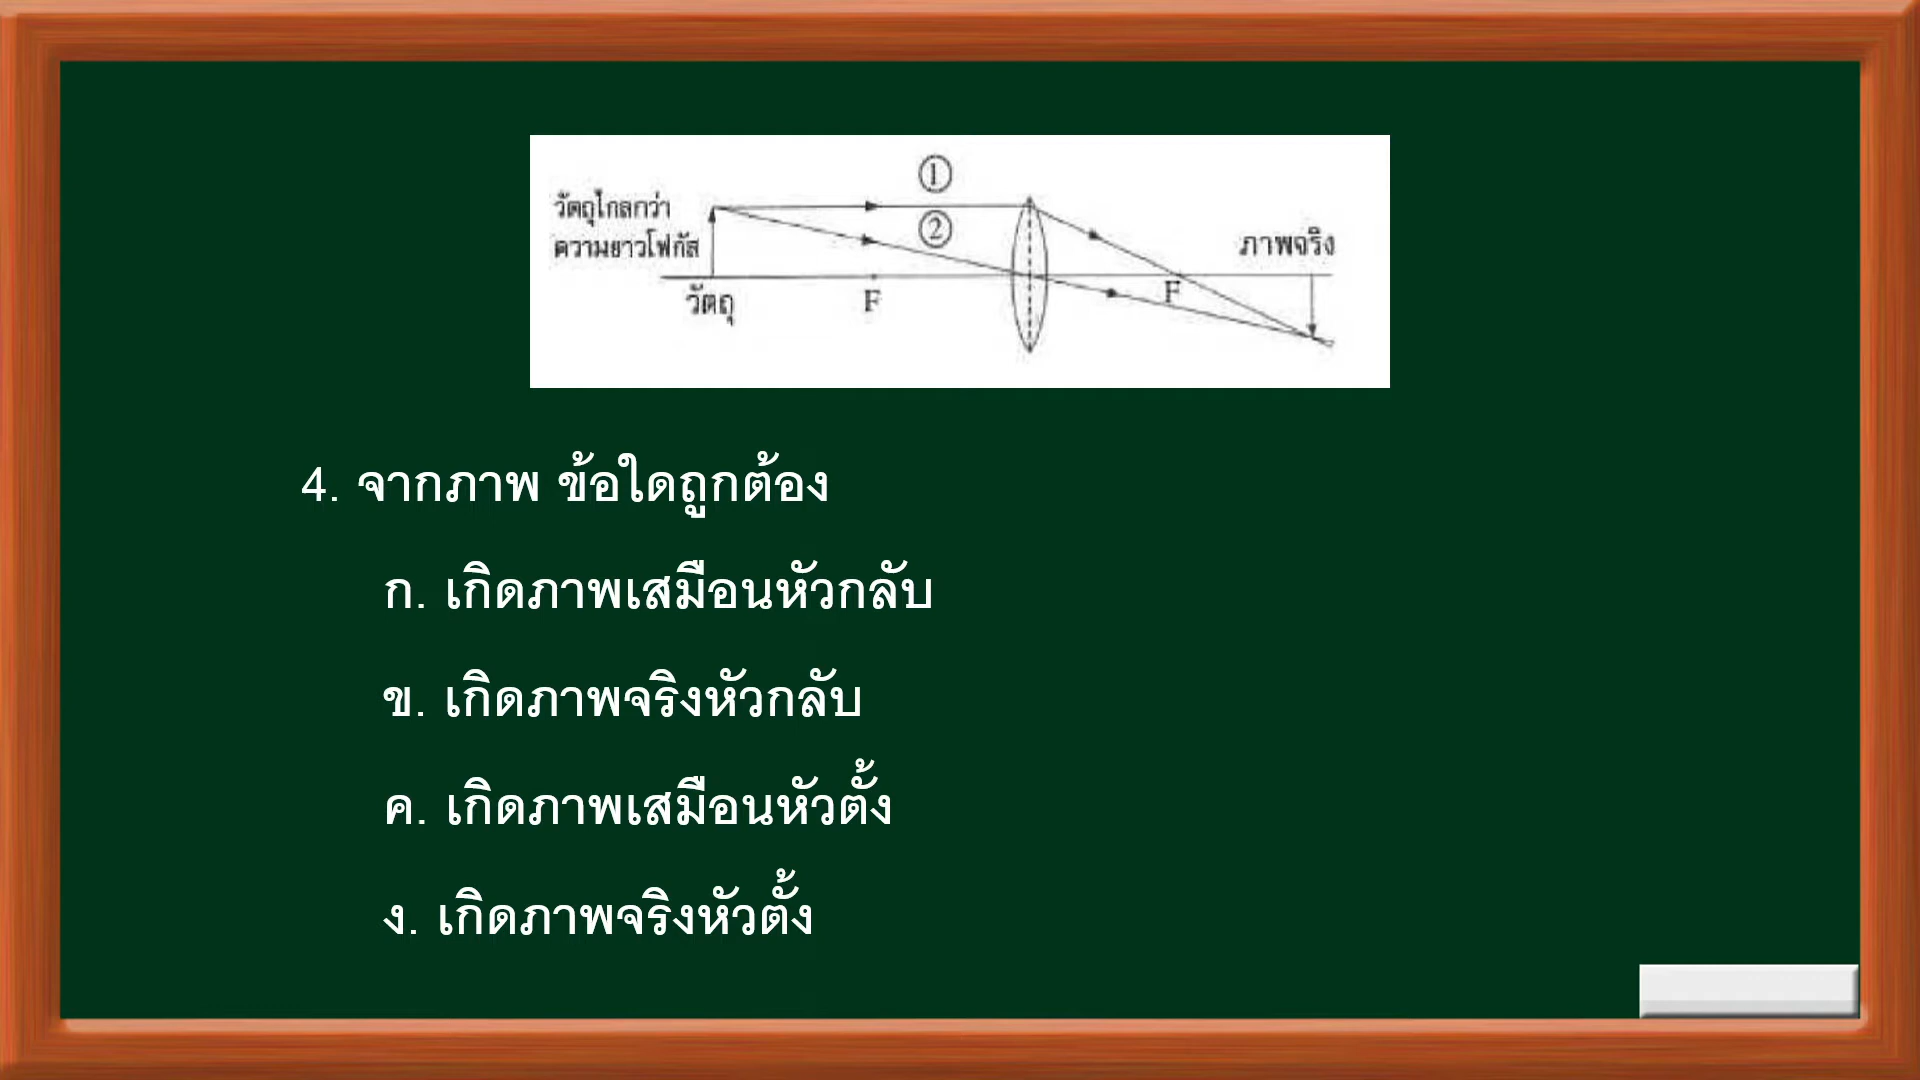 ①
วัตถุไกลกว่า
②
ความยาวโฟกัส
ภาพจริง
วัตถุ F F
4. จากภาพ ข้อใดถูกต้อง
ก. เกิดภาพเสมือนหัวกลับ
ข. เกิดภาพจริงหัวกลับ
ค. เกิดภาพเสมือนหัวตั้ง
ง. เกิดภาพจริงหัวตั้ง